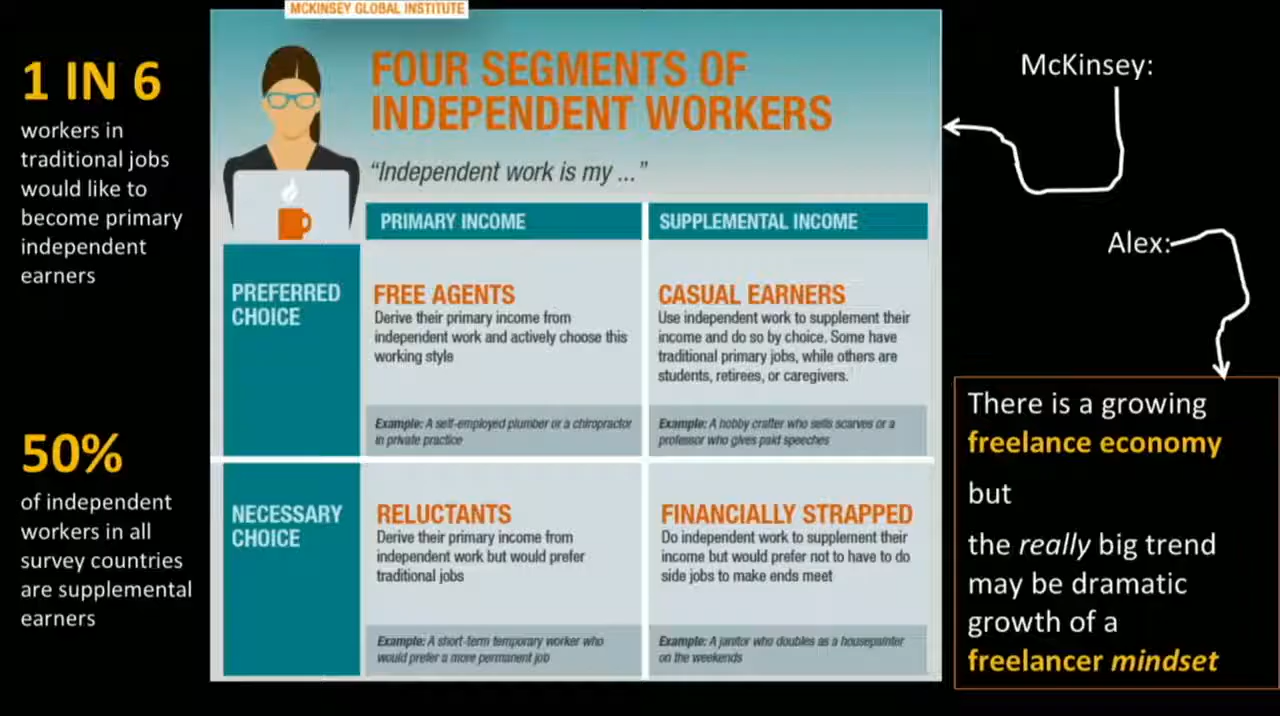 MCKINSEY GLOBAL INSTITUTE
1 IN 6
workers in
traditional jobs
would like to
become primary
independent
earners
50%
of independent
workers in all
survey countries
are supplemental
earners
FOUR SEGMENTS OF
INDEPENDENT WORKERS
"Independent work is my ..."
PRIMARY INCOME
SUPPLEMENTAL INCOME
PREFERRED
CHOICE
FREE AGENTS
Derive their primary income from
independent work and actively choose this
working style
Example: A self-employed plumber or a chiropractor
in private practice
CASUAL EARNERS
Use independent work to supplement their
income and do so by choice. Some have
traditional primary jobs, while others are
students, retirees, or caregivers.
Example: A hobby crafter who sells scarves or a
professor who gives paid speeches
NECESSARY
CHOICE
RELUCTANTS
Derive their primary income from
independent work but would prefer
traditional jobs
Example: A short-term temporary worker who
would prefer a more permanent job
FINANCIALLY STRAPPED
Do independent work to supplement their
income but would prefer not to have to do
side jobs to make ends meet
Example: A janitor who doubles as a housepainter
on the weekends
McKinsey:
Alex:
There is a growing
freelance economy
but
the really big trend
may be dramatic
growth of a
freelancer mindset